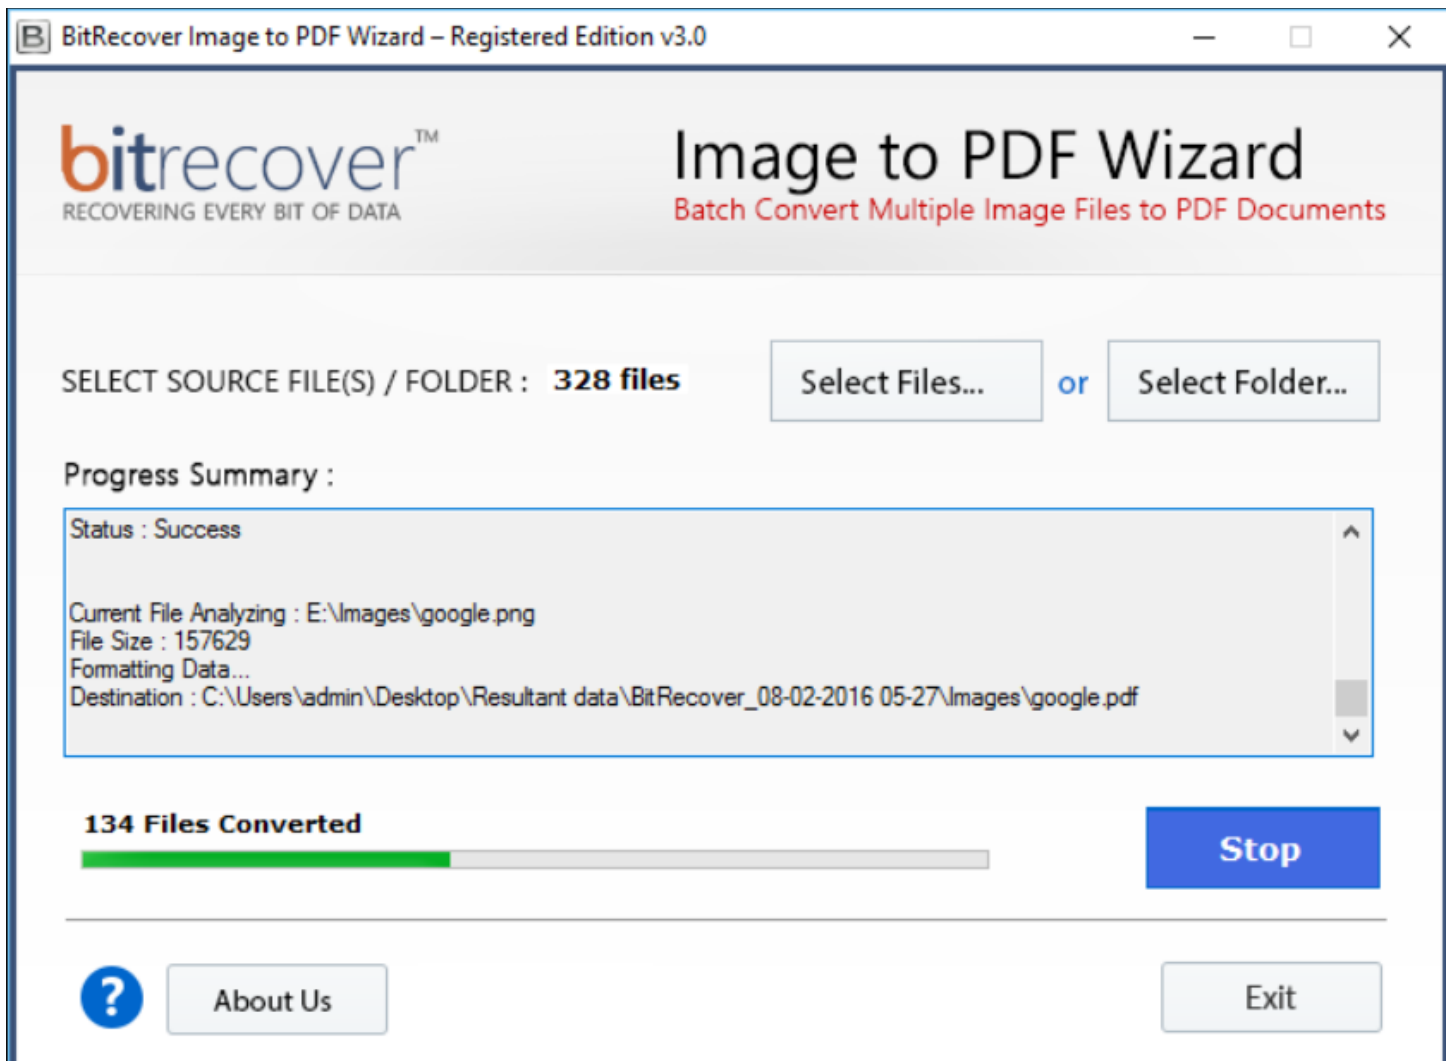 B BitRecover Image to PDF Wizard – Registered Edition v3.0
bitrecover™
RECOVERING EVERY BIT OF DATA
Image to PDF Wizard
Batch Convert Multiple Image Files to PDF Documents
SELECT SOURCE FILE(S) / FOLDER : 328 files Select Files... or Select Folder...
Progress Summary :
Status : Success
Current File Analyzing : E:\Images\google.png
File Size : 157629
Formatting Data...
Destination : C:\Users\admin\Desktop\Resultant data\BitRecover_08-02-2016 05-27\Images\google.pdf
134 Files Converted
Stop
? About Us
Exit